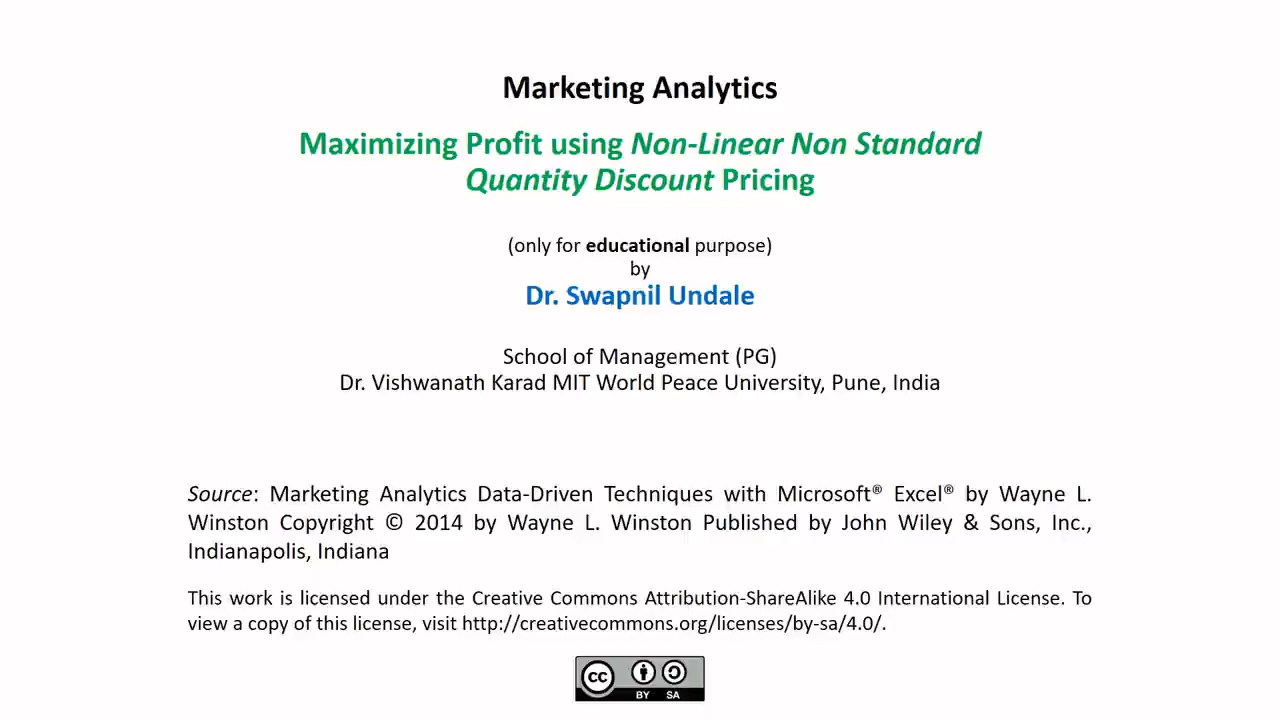 Marketing Analytics
Maximizing Profit using Non-Linear Non Standard
Quantity Discount Pricing
(only for educational purpose)
by
Dr. Swapnil Undale
School of Management (PG)
Dr. Vishwanath Karad MIT World Peace University, Pune, India
Source: Marketing Analytics Data-Driven Techniques with Microsoft® Excel® by Wayne L.
Winston Copyright © 2014 by Wayne L. Winston Published by John Wiley & Sons, Inc.,
Indianapolis, Indiana
This work is licensed under the Creative Commons Attribution-ShareAlike 4.0 International License. To
view a copy of this license, visit http://creativecommons.org/licenses/by-sa/4.0/.
cc
BY SA